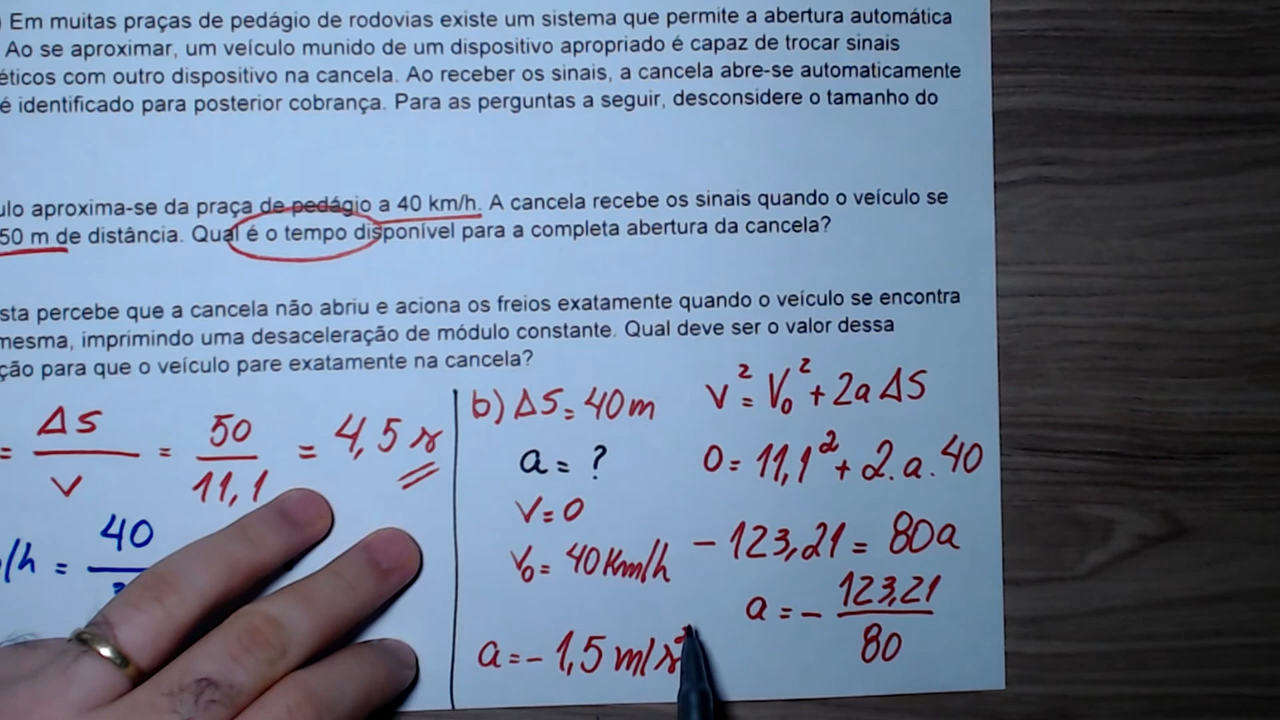 ) Em muitas praças de pedágio de rodovias existe um sistema que permite a abertura automática
Ao se aproximar, um veículo munido de um dispositivo apropriado é capaz de trocar sinais
éticos com outro dispositivo na cancela. Ao receber os sinais, a cancela abre-se automaticamente
é identificado para posterior cobrança. Para as perguntas a seguir, desconsidere o tamanho do
ulo aproxima-se da praça de pedágio a 40 km/h. A cancela recebe os sinais quando o veículo se
50 m de distância. Qual é o tempo disponível para a completa abertura da cancela?
sta percebe que a cancela não abriu e aciona os freios exatamente quando o veículo se encontra
mesma, imprimindo uma desaceleração de módulo constante. Qual deve ser o valor dessa
ção para que o veículo pare exatamente na cancela?
= ΔS / V = 50 / 11,1 = 4,5 s
/h = 40
b) ΔS = 40 m
a = ?
V = 0
V₀ = 40 Km/h
a = - 1,5 m/s²
V² = V₀² + 2a ΔS
0 = 11,1² + 2.a.40
- 123,21 = 80a
a = - 123,21 / 80